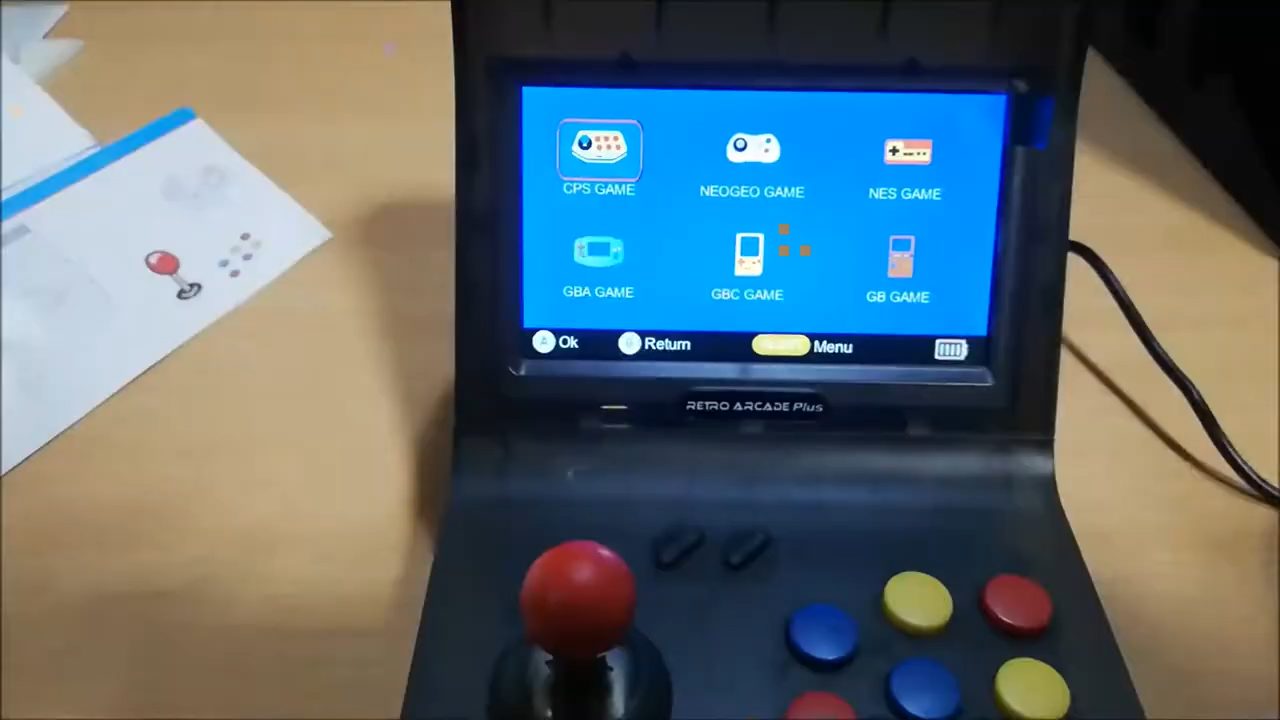 CPS GAME
NEOGEO GAME
NES GAME
GBA GAME
GBC GAME
GB GAME
A Ok
Return
Menu
RETRO ARCADE Plus